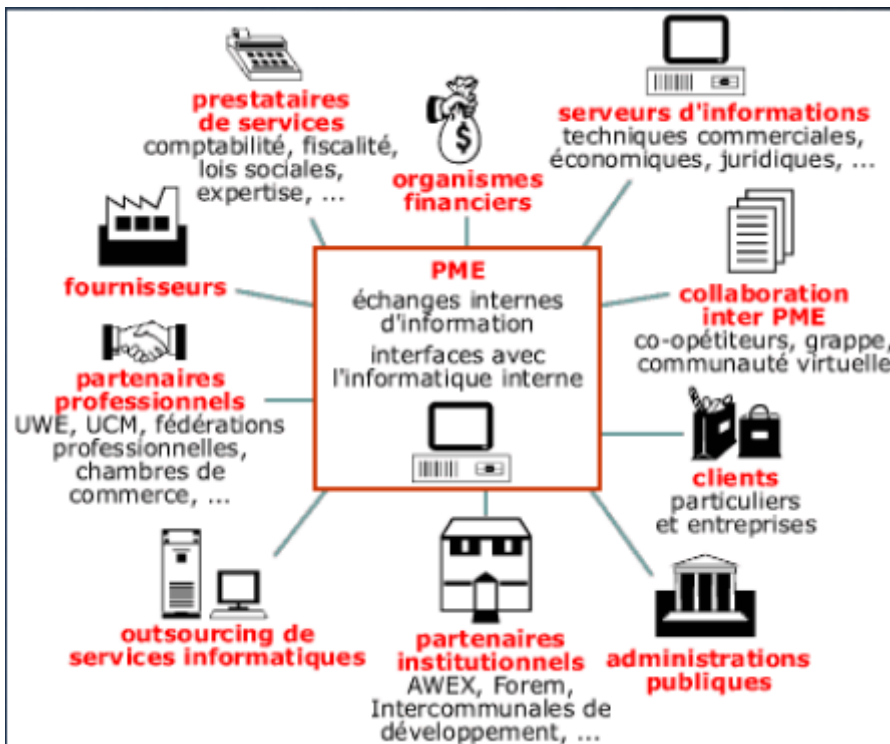 prestataires
de services
comptabilité, fiscalité,
lois sociales,
expertise, ...
organismes
financiers
serveurs d'informations
techniques commerciales,
économiques, juridiques, ...
fournisseurs
PME
échanges internes
d'information
interfaces avec
l'informatique interne
collaboration
inter PME
co-opétiteurs, grappe,
communauté virtuelle
partenaires
professionnels
UWE, UCM, fédérations
professionnelles,
chambres de
commerce, ...
clients
particuliers
et entreprises
outsourcing de
services informatiques
partenaires
institutionnels
AWEX, Forem,
Intercommunales de
développement, ...
administrations
publiques